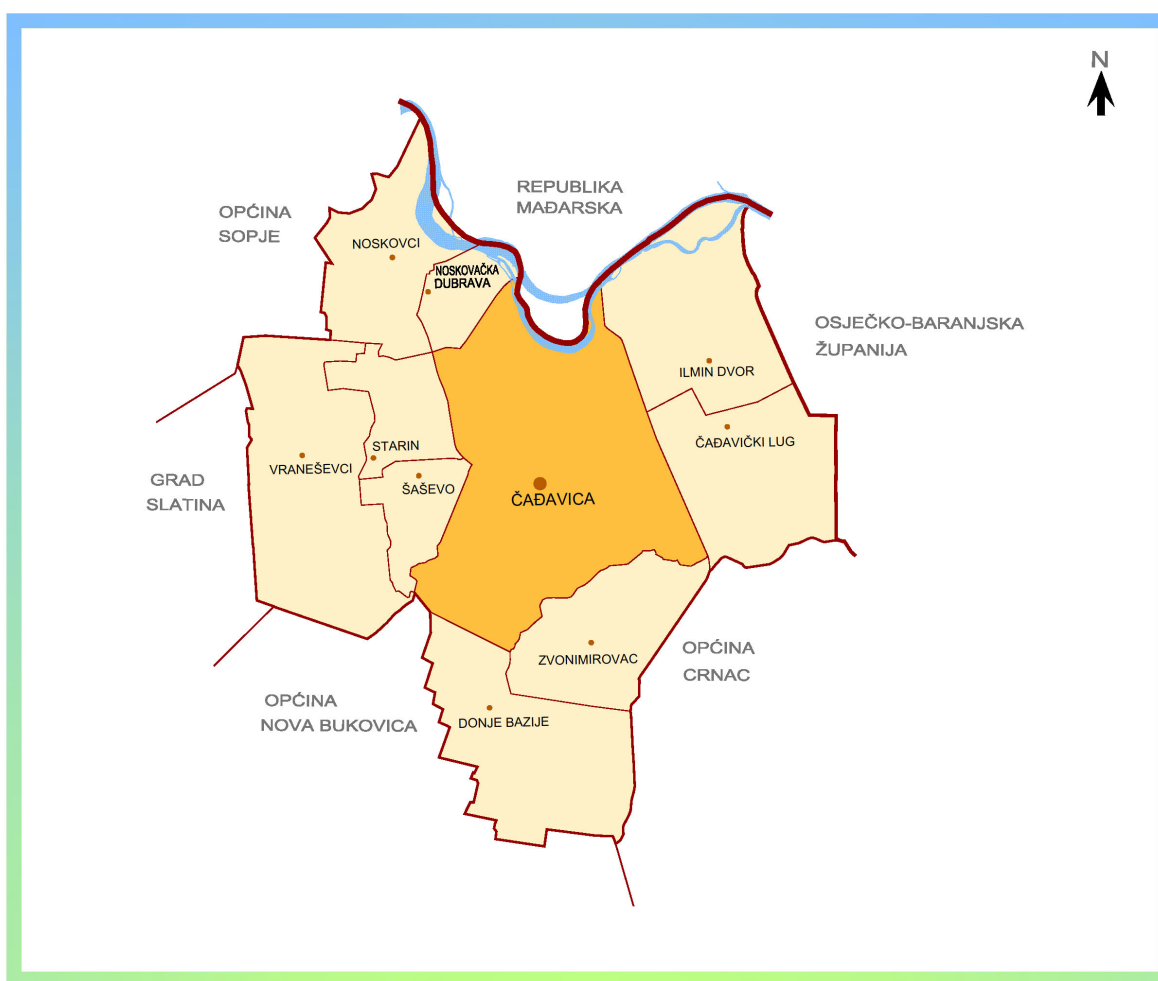 N
REPUBLIKA
MAĐARSKA
OPĆINA
SOPJE
NOSKOVCI
NOSKOVAČKA
DUBRAVA
OSJEČKO-BARANJSKA
ŽUPANIJA
ILMIN DVOR
ČAĐAVIČKI LUG
STARIN
VRANEŠEVCI
ŠAŠEVO
GRAD
SLATINA
ČAĐAVICA
ZVONIMIROVAC
OPĆINA
CRNAC
OPĆINA
NOVA BUKOVICA
DONJE BAZIJE